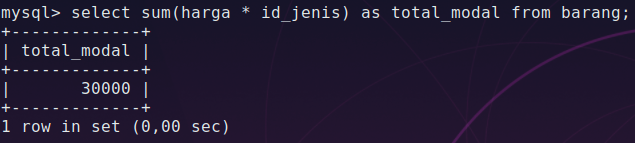 mysql> select sum(harga * id_jenis) as total_modal from barang;
+-------------+
| total_modal |
+-------------+
|       30000 |
+-------------+
1 row in set (0,00 sec)